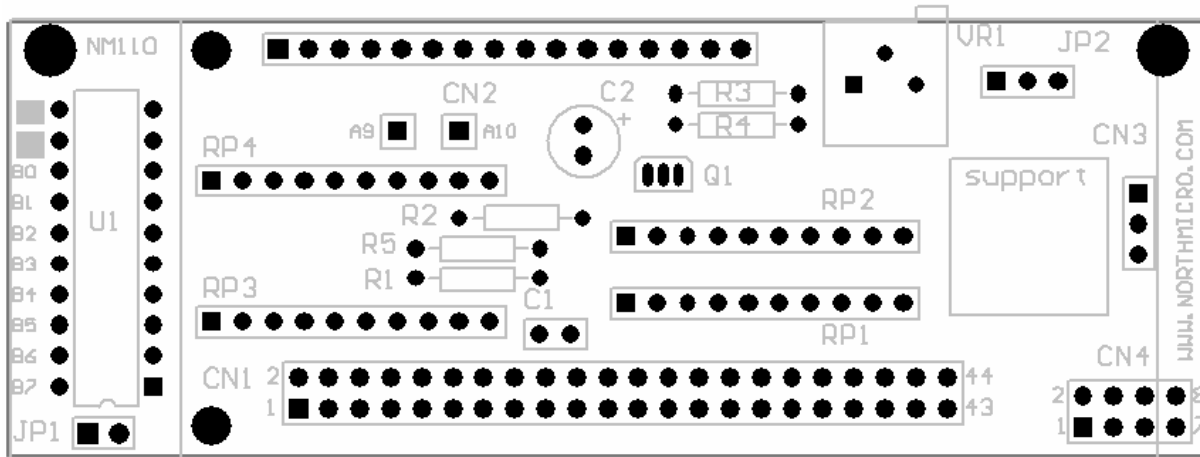 NM110
VR1
JP2
CN2
C2
+
R3
R4
A9
A10
CN3
RP4
B0
Q1
support
B1
RP2
R2
U1
B2
R5
B3
R1
B4
RP3
C1
B5
RP1
B6
CN4
B7
CN1
2
44
1
43
2
8
1
7
JP1
WWW.NORTHMICRO.COM